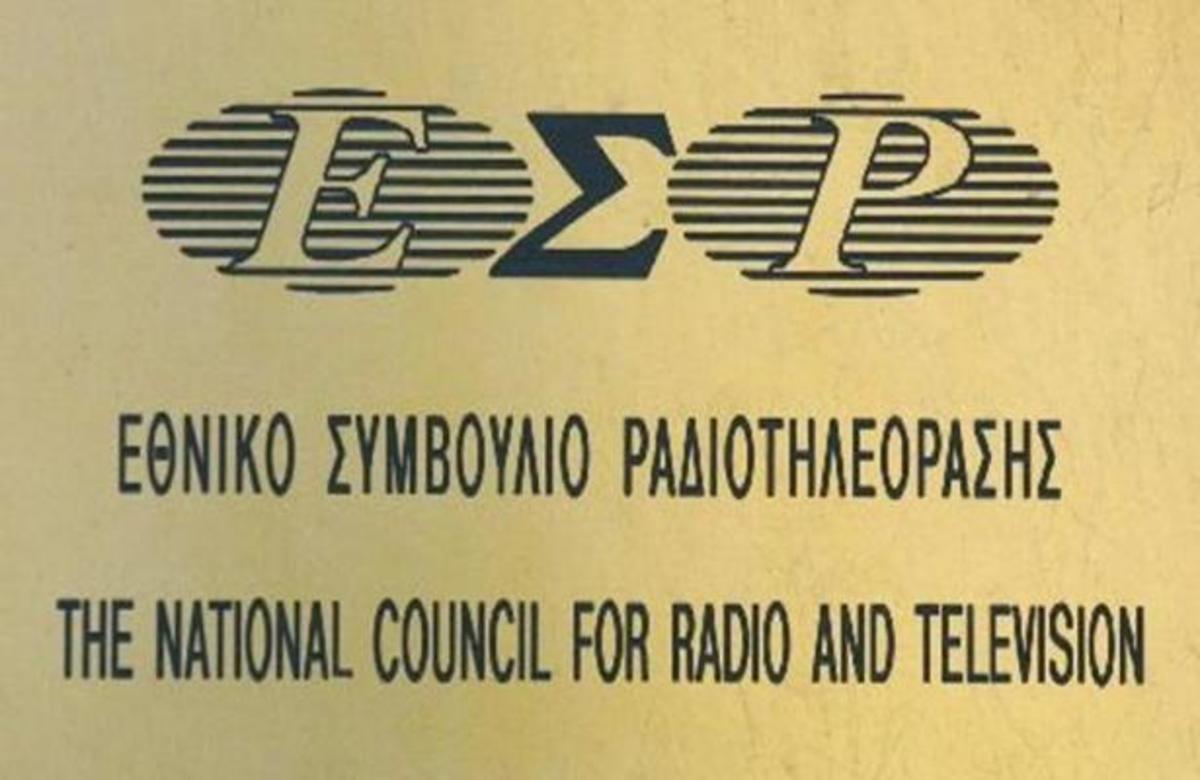 ΕΣΡ
ΕΘΝΙΚΟ ΣΥΜΒΟΥΛΙΟ ΡΑΔΙΟΤΗΛΕΟΡΑΣΗΣ
THE NATIONAL COUNCIL FOR RADIO AND TELEVISION